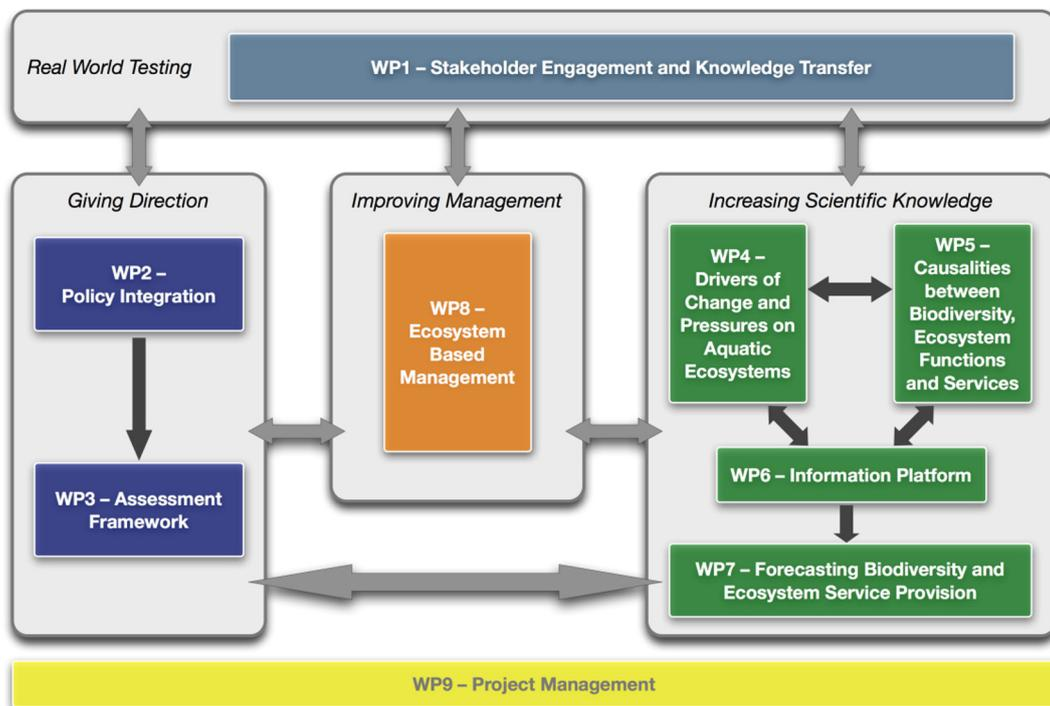 Real World Testing
WP1 – Stakeholder Engagement and Knowledge Transfer
Giving Direction
WP2 –
Policy Integration
WP3 – Assessment
Framework
Improving Management
WP8 –
Ecosystem
Based
Management
Increasing Scientific Knowledge
WP4 –
Drivers of
Change and
Pressures on
Aquatic
Ecosystems
WP5 –
Causalities
between
Biodiversity,
Ecosystem
Functions
and Services
WP6 – Information Platform
WP7 – Forecasting Biodiversity and
Ecosystem Service Provision
WP9 – Project Management